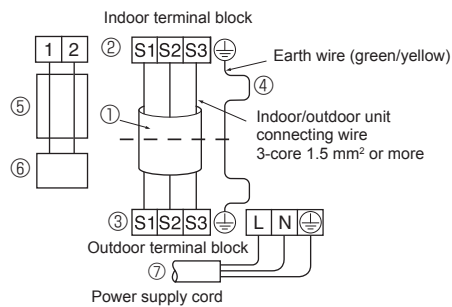 Indoor terminal block
1 2
② S1 S2 S3
Earth wire (green/yellow)
④
⑤
①
Indoor/outdoor unit
connecting wire
3-core 1.5 mm² or more
⑥
③ S1 S2 S3
L N
Outdoor terminal block
⑦
Power supply cord